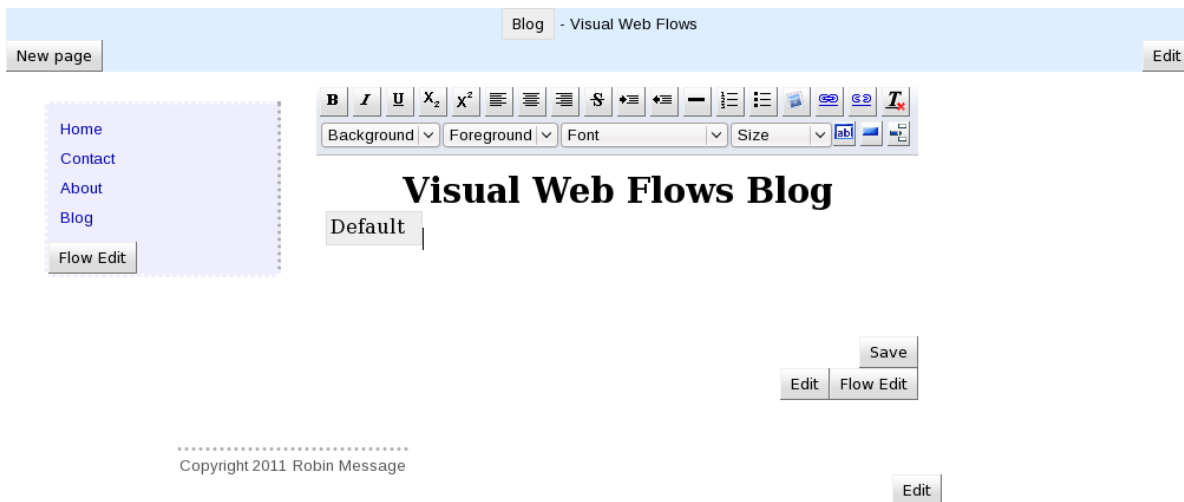 Blog - Visual Web Flows
New page
Edit
B I U X₂ X² S T
Background Foreground Font Size abl
Home
Contact
About
Blog
Flow Edit
Visual Web Flows Blog
Default
Save
Edit Flow Edit
Copyright 2011 Robin Message
Edit